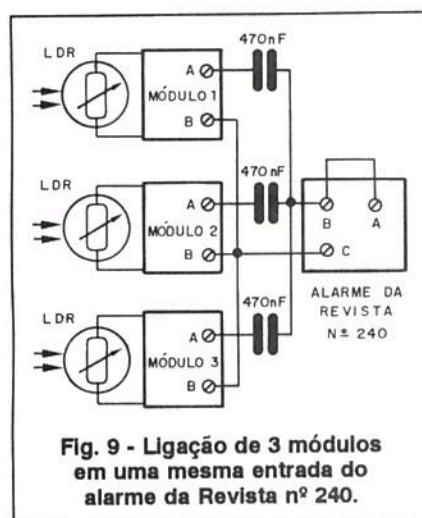 470nF
LDR
A
MÓDULO 1
B
470nF
LDR
A
MÓDULO 2
B
B
A
C
ALARME DA
REVISTA
Nº 240
470nF
LDR
A
MÓDULO 3
B
Fig. 9 - Ligação de 3 módulos
em uma mesma entrada do
alarme da Revista nº 240.